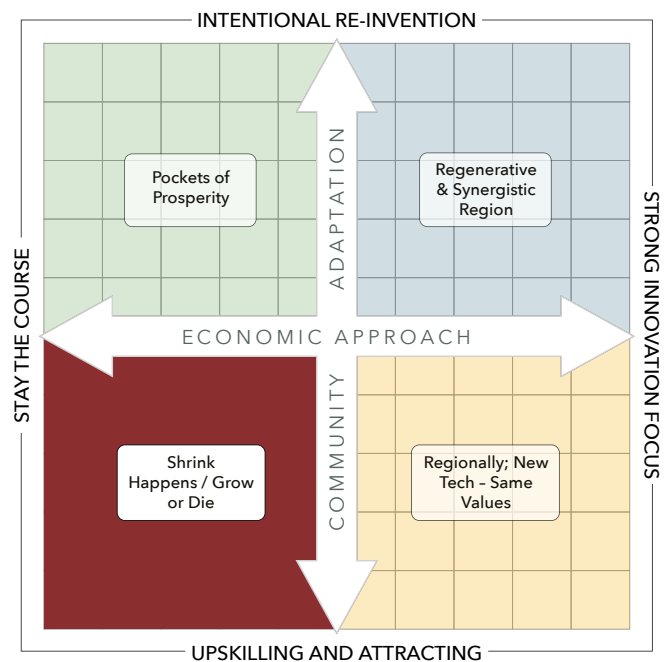 INTENTIONAL RE-INVENTION
Pockets of
Prosperity
Regenerative
& Synergistic
Region
ADAPTATION
STAY THE COURSE
ECONOMIC APPROACH
STRONG INNOVATION FOCUS
COMMUNITY
Shrink
Happens / Grow
or Die
Regionally; New
Tech – Same
Values
UPSKILLING AND ATTRACTING